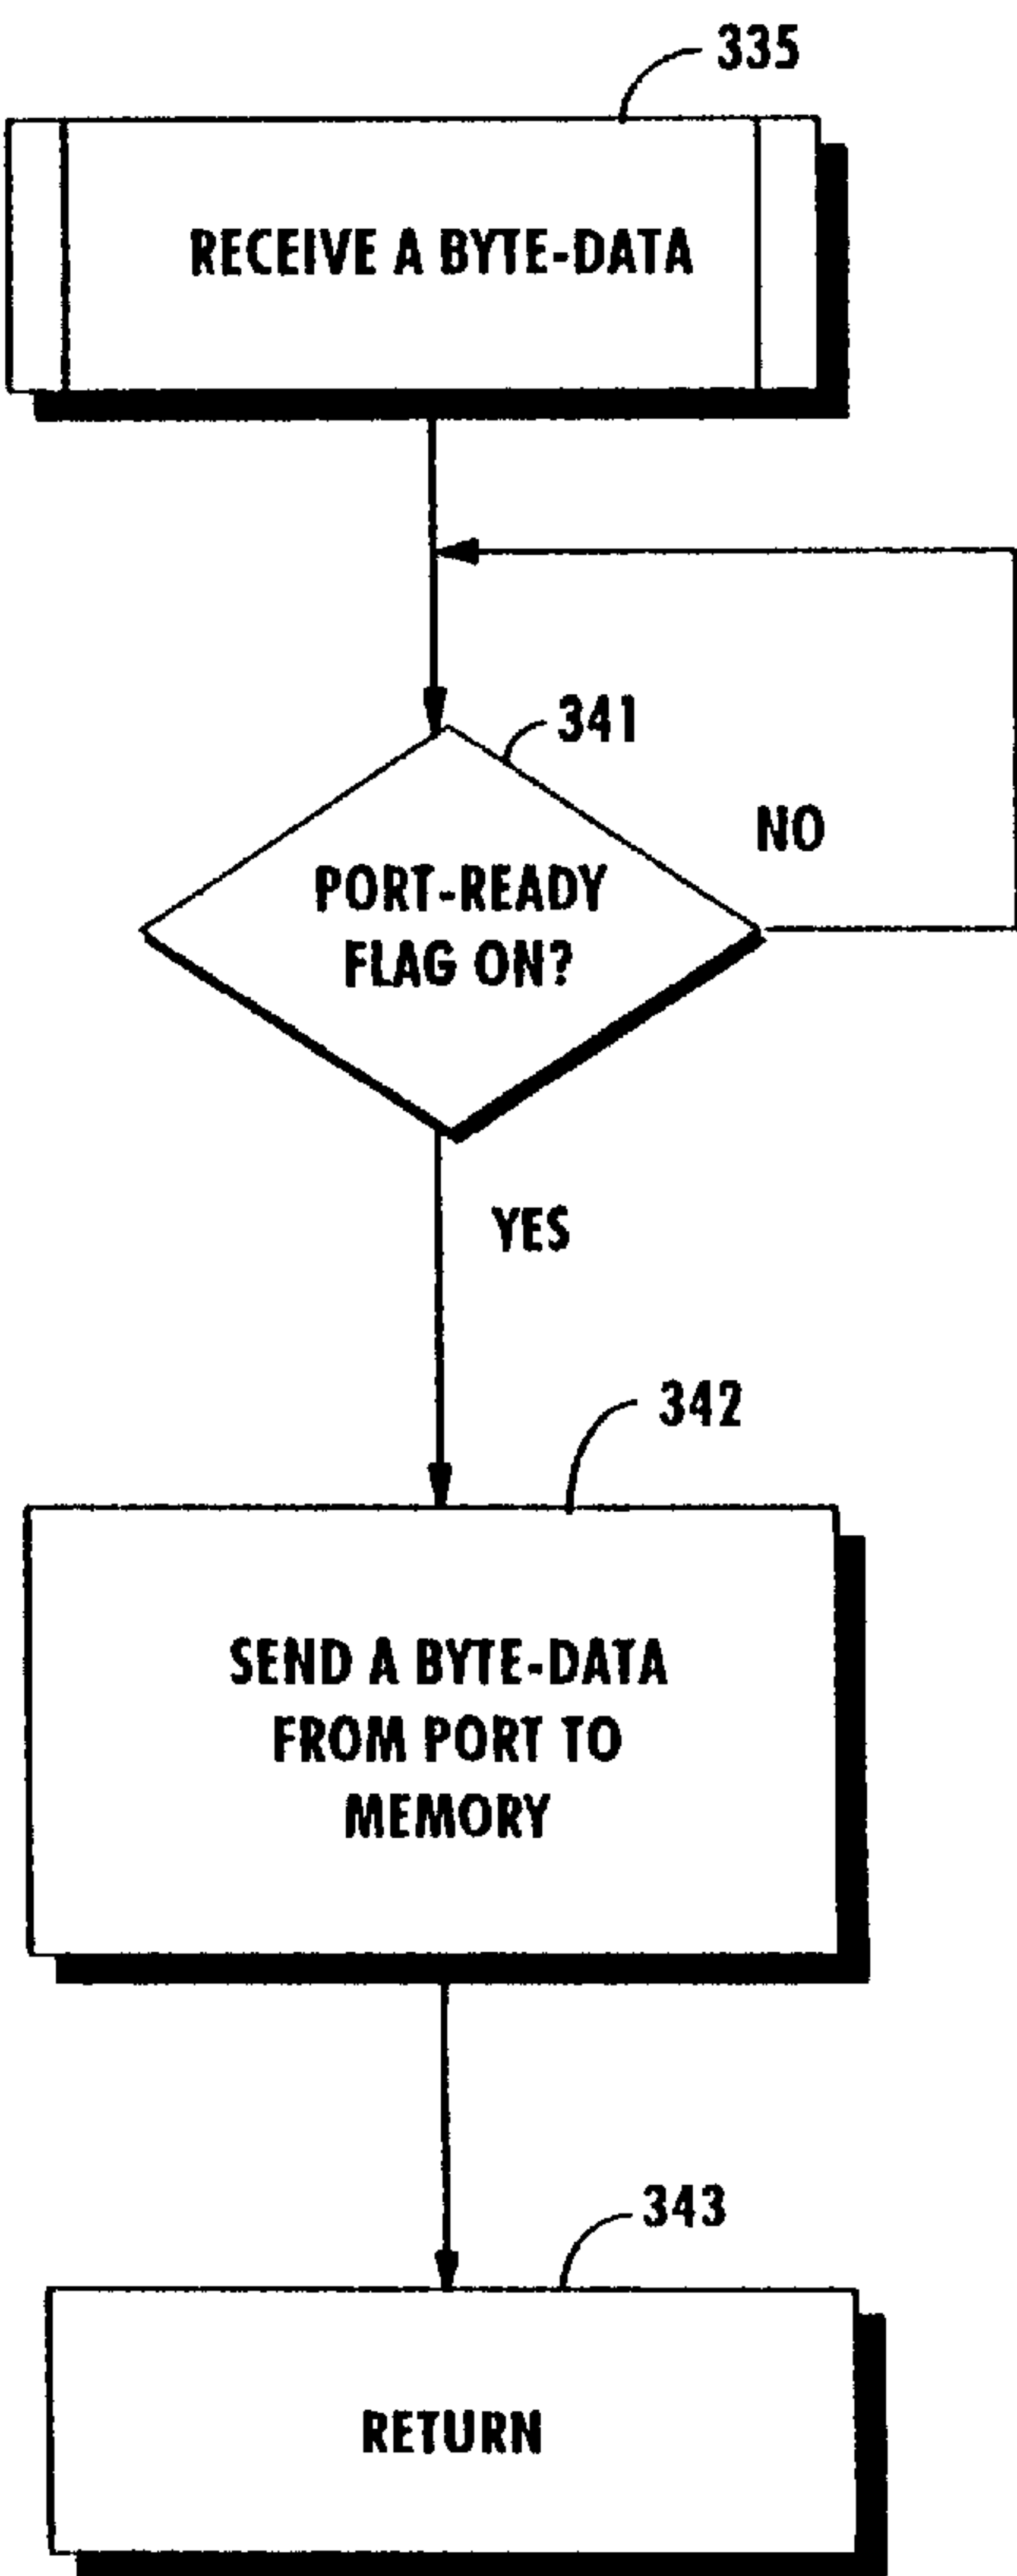 335
RECEIVE A BYTE-DATA
341
NO
PORT-READY
FLAG ON?
YES
342
SEND A BYTE-DATA
FROM PORT TO
MEMORY
343
RETURN